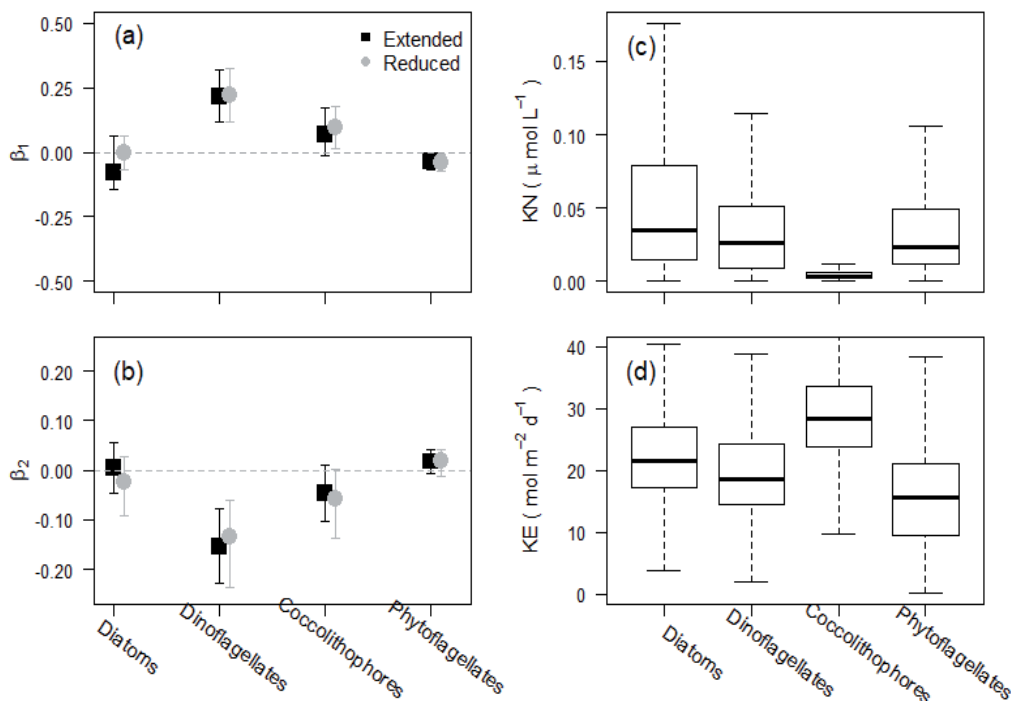 (a)
Extended
Reduced
0.50
0.25
0.00
-0.25
-0.50
β1
(c)
0.15
0.10
0.05
0.00
KN ( μ mol L−1 )
(b)
0.20
0.10
0.00
-0.10
-0.20
β2
Diatoms
Dinoflagellates
Coccolithophores
Phytoflagellates
(d)
40
30
20
10
0
KE ( mol m−2 d−1 )
Diatoms
Dinoflagellates
Coccolithophores
Phytoflagellates